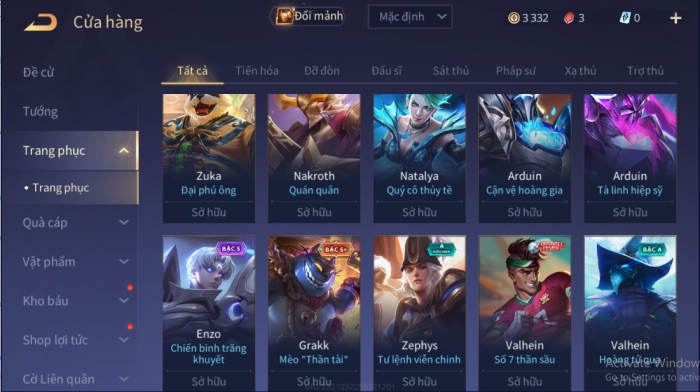 Cửa hàng
Đổi mảnh
Mặc định
3 332
3
0
Đề cử
Tất cả
Tiến hóa
Đỡ đòn
Đấu sĩ
Sát thủ
Pháp sư
Xạ thủ
Trợ thủ
Tướng
Trang phục
Trang phục
Quà cáp
Vật phẩm
Kho báu
Shop lợi tức
Cờ Liên quân
Zuka
Đại phú ông
Sở hữu
Nakroth
Quán quân
Sở hữu
Natalya
Quý cô thủy tề
Sở hữu
Arduin
Cận vệ hoàng gia
Sở hữu
Arduin
Tà linh hiệp sỹ
Sở hữu
BẬC S
Enzo
Chiến binh trăng
khuyết
Sở hữu
BẬC S+
Grakk
Mèo "Thần tài"
Sở hữu
A
Zephys
Tư lệnh viễn chinh
Sở hữu
Valhein
Số 7 thần sầu
Sở hữu
BẬC A
Valhein
Hoàng tử quạ
Sở hữu
Activate Window
Go to Settings to activ